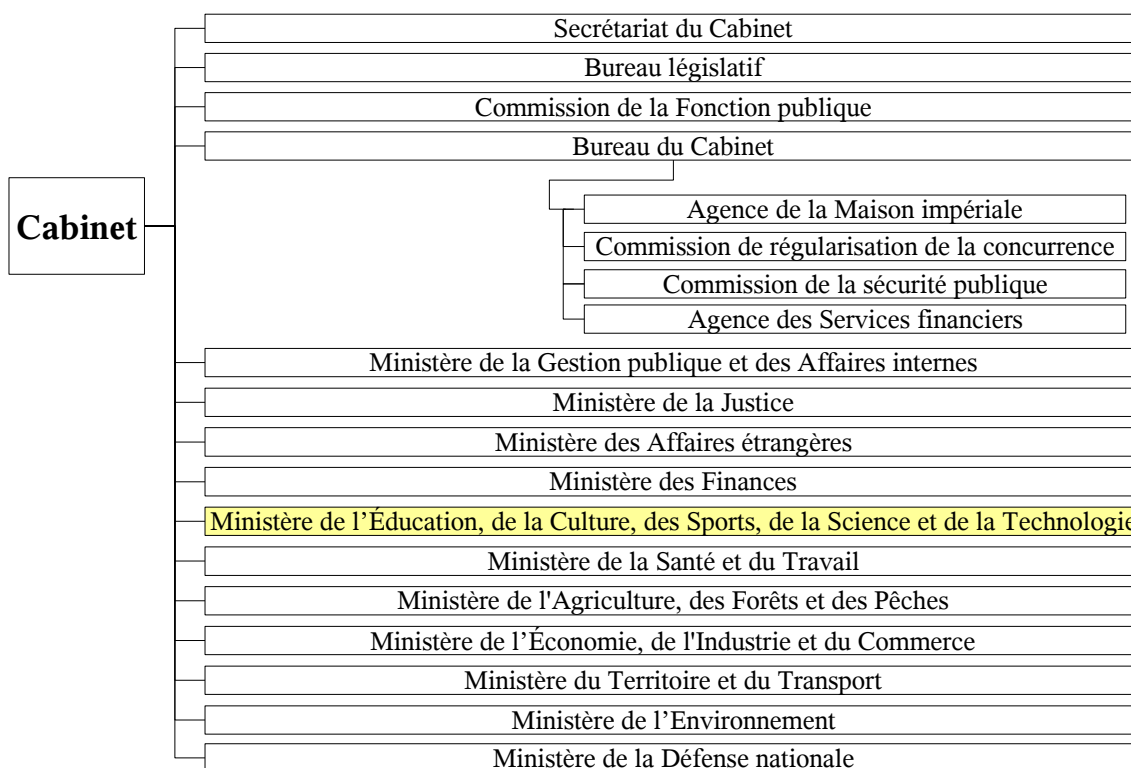 Secrétariat du Cabinet
Bureau législatif
Commission de la Fonction publique
Bureau du Cabinet
Cabinet
Agence de la Maison impériale
Commission de régularisation de la concurrence
Commission de la sécurité publique
Agence des Services financiers
Ministère de la Gestion publique et des Affaires internes
Ministère de la Justice
Ministère des Affaires étrangères
Ministère des Finances
Ministère de l’Éducation, de la Culture, des Sports, de la Science et de la Technologie
Ministère de la Santé et du Travail
Ministère de l'Agriculture, des Forêts et des Pêches
Ministère de l’Économie, de l'Industrie et du Commerce
Ministère du Territoire et du Transport
Ministère de l’Environnement
Ministère de la Défense nationale